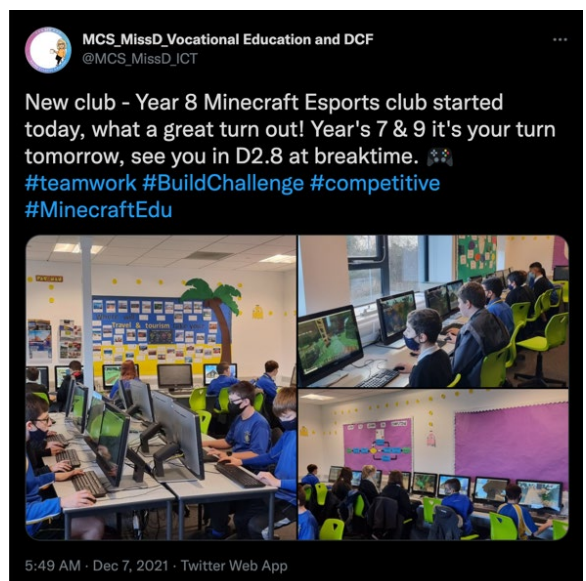 MCS_MissD_Vocational Education and DCF
@MCS_MissD_ICT
New club - Year 8 Minecraft Esports club started
today, what a great turn out! Year's 7 & 9 it's your turn
tomorrow, see you in D2.8 at breaktime. 🎮
#teamwork #BuildChallenge #competitive
#MinecraftEdu
Travel & tourism
5:49 AM · Dec 7, 2021 · Twitter Web App